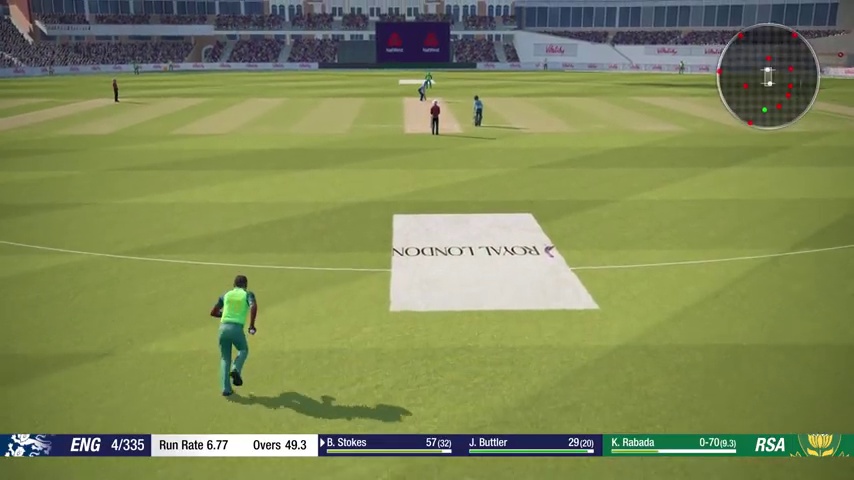 ROYAL LONDON
ENG 4/335
Run Rate 6.77 Overs 49.3
B. Stokes 57(32)
J. Buttler 29(20)
K. Rabada 0-70(9.3)
RSA